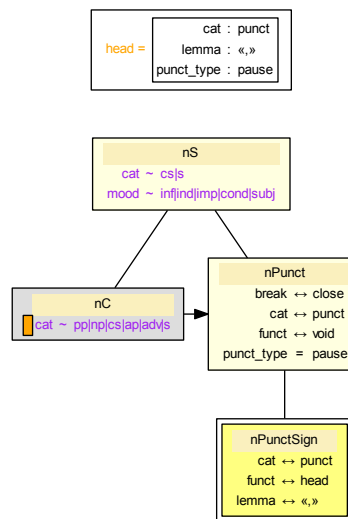 head =
cat : punct
lemma : «,»
punct_type : pause
nS
cat ~ cs|s
mood ~ inf|ind|imp|cond|subj
nC
cat ~ pp|np|cs|ap|adv|s
nPunct
break ↔ close
cat ↔ punct
funct ↔ void
punct_type = pause
nPunctSign
cat ↔ punct
funct ↔ head
lemma ↔ «,»